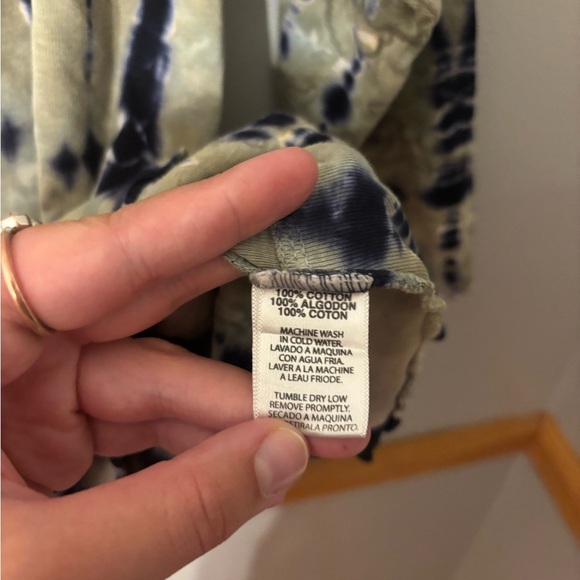 100% COTTON
100% ALGODON
100% COTON
MACHINE WASH
IN COLD WATER.
LAVADO A MAQUINA
CON AGUA FRIA.
LAVER A LA MACHINE
A LEAU FRIODE.
TUMBLE DRY LOW
REMOVE PROMPTLY.
SECADO A MAQUINA
PRONTO.